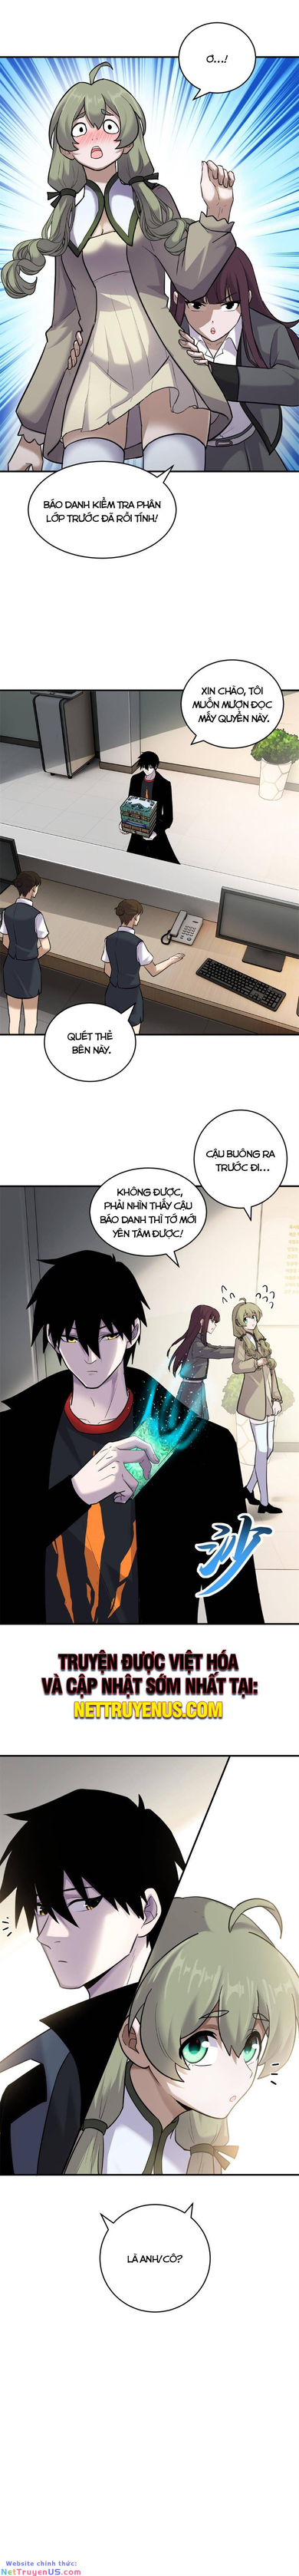 Ơ...!
BÁO DANH KIỂM TRA PHÂN
LỚP TRƯỚC ĐÃ RỒI TÍNH!
XIN CHÀO, TÔI
MUỐN MƯỢN ĐỌC
MẤY QUYỂN NÀY.
QUÉT THẺ
BÊN NÀY.
CẬU BUÔNG RA
TRƯỚC ĐI...
KHÔNG ĐƯỢC,
PHẢI NHÌN THẤY CẬU
BÁO DANH THÌ TỚ MỚI
YÊN TÂM ĐƯỢC!
沙
TRUYỆN ĐƯỢC VIỆT HÓA
VÀ CẬP NHẬT SỚM NHẤT TẠI:
NETTRUYENUS.COM
LÀ ANH/CÔ?
Website chính thức:
NetTruyenUS.com